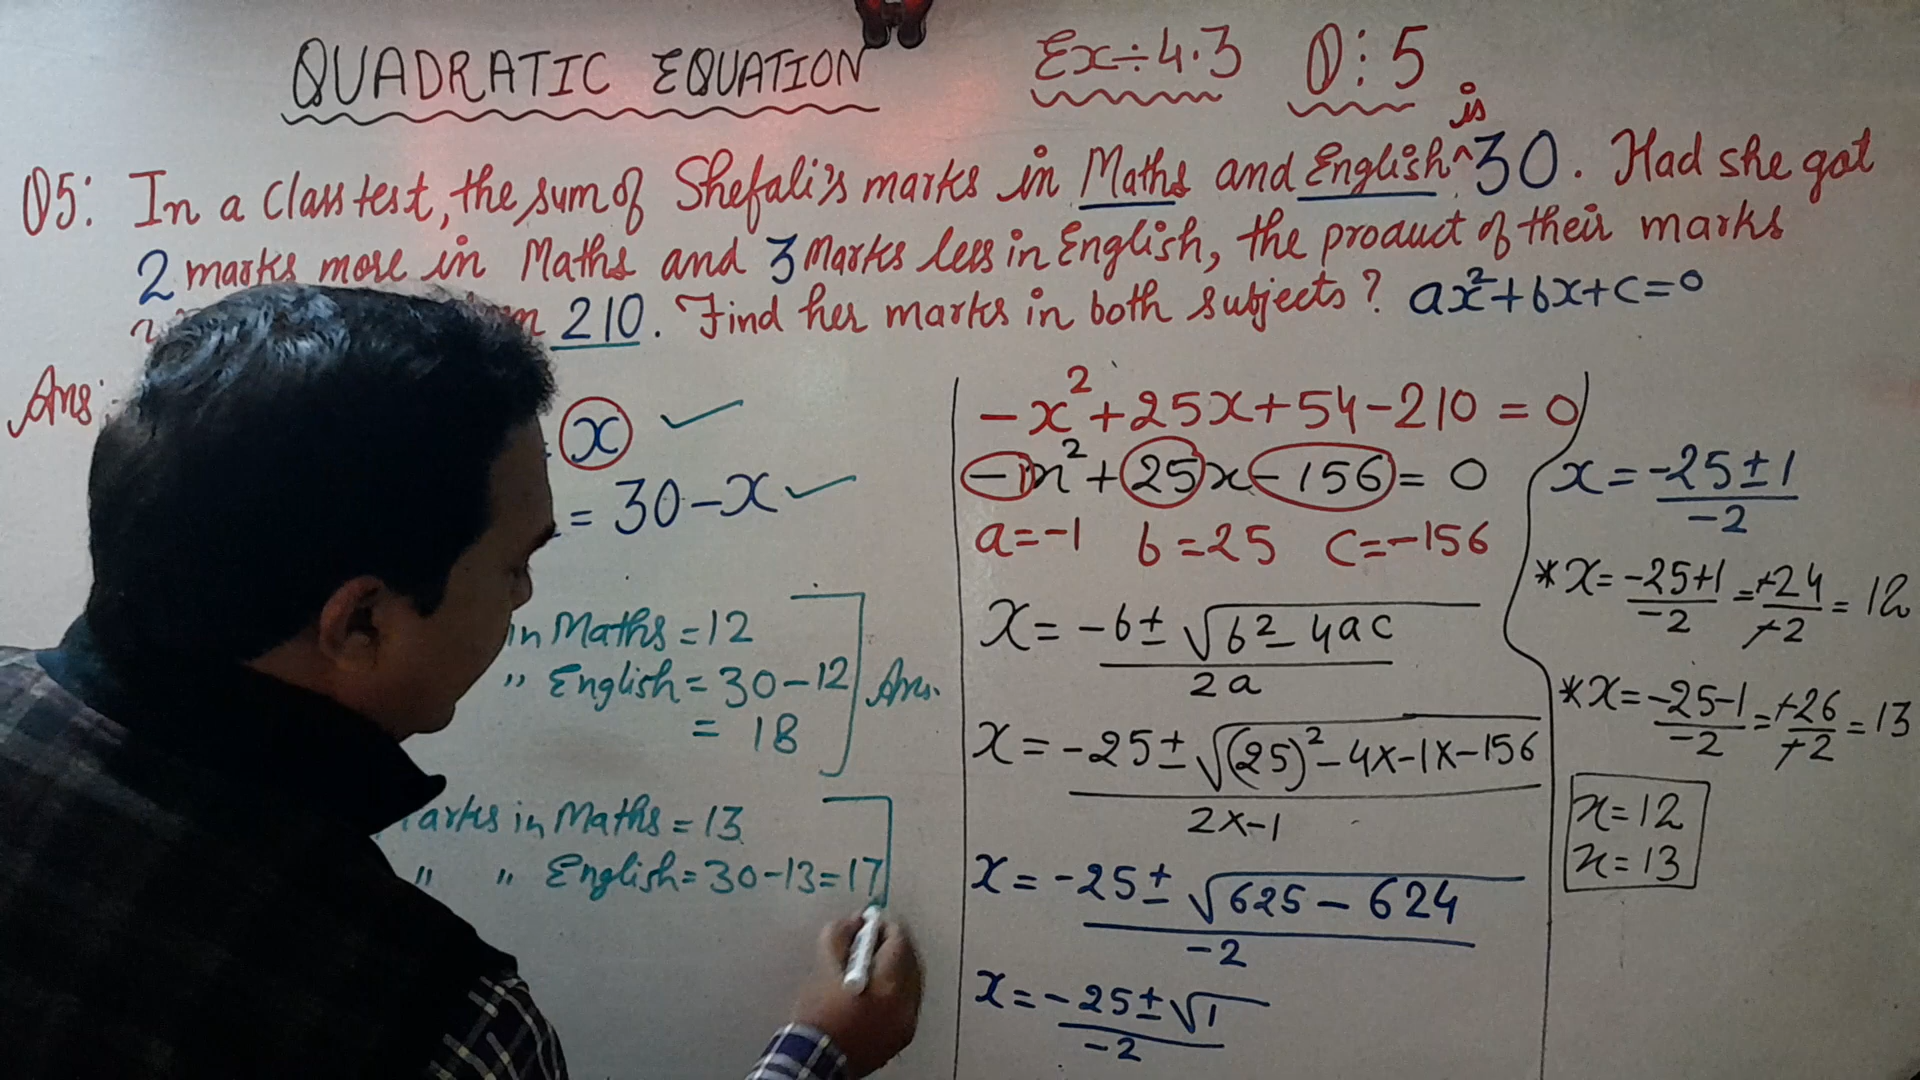 QUADRATIC EQUATION Ex÷4.3 Q:5
Q5: In a Class test, the sum of Shefali's marks in Maths and English ^is 30. Had she got
2 marks more in Maths and 3 Marks less in English, the product of their marks
210. Find her marks in both subjects? ax²+bx+c=0
Ans:
x ✓
= 30-x ✓
in Maths = 12
" English = 30-12
= 18
Ans.
Marks in Maths = 13
" " English = 30-13=17
-x²+25x+54-210=0
-1x²+25x-156=0
a=-1 b=25 c=-156
x= -b±√b²-4ac
2a
x= -25±√(25)²-4x-1x-156
2x-1
x= -25±√625-624
-2
x= -25±√1
-2
x= -25±1
-2
*x= -25+1/-2 = +24/+2 = 12
*x= -25-1/-2 = +26/+2 = 13
x=12
x=13